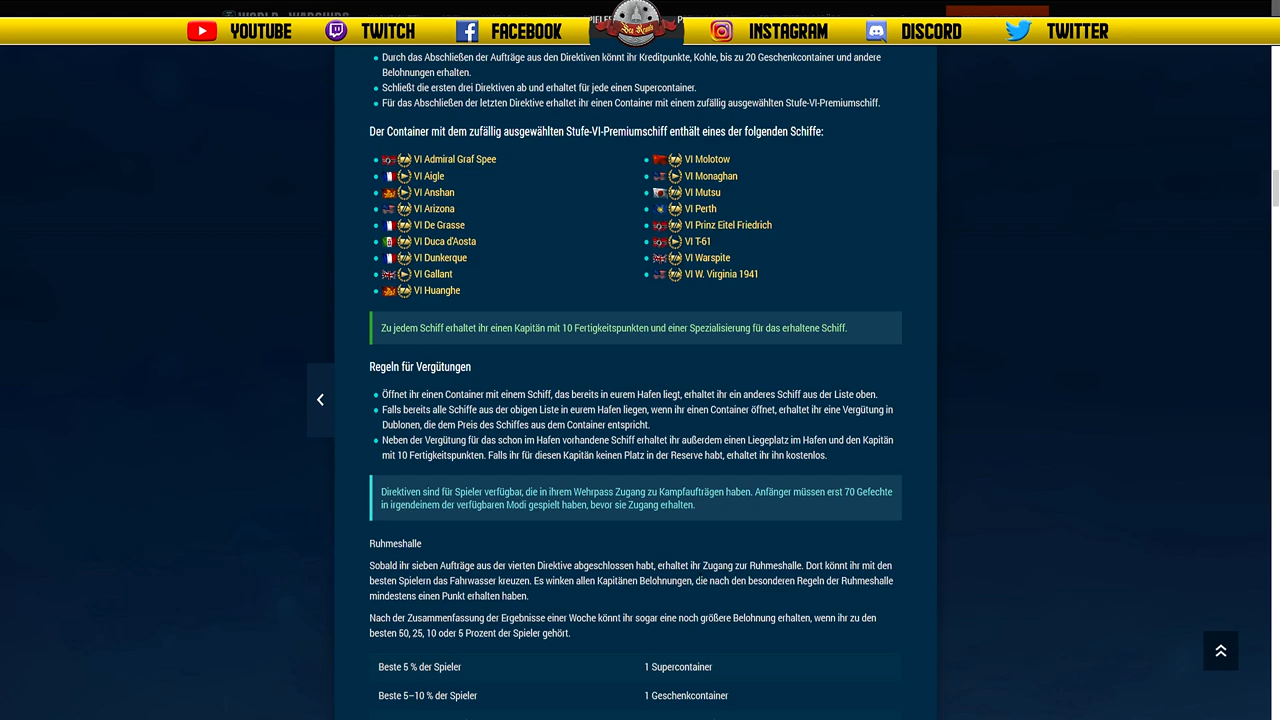 YOUTUBE TWITCH FACEBOOK INSTAGRAM DISCORD TWITTER
Durch das Abschließen der Aufträge aus den Direktiven könnt ihr Kreditpunkte, Kohle, bis zu 20 Geschenkcontainer und andere
Belohnungen erhalten.
Schließt die ersten drei Direktiven ab und erhaltet für jede einen Supercontainer.
Für das Abschließen der letzten Direktive erhaltet ihr einen Container mit einem zufällig ausgewählten Stufe-VI-Premiumschiff.
Der Container mit dem zufällig ausgewählten Stufe-VI-Premiumschiff enthält eines der folgenden Schiffe:
VI Admiral Graf Spee
VI Aigle
VI Anshan
VI Arizona
VI De Grasse
VI Duca d'Aosta
VI Dunkerque
VI Gallant
VI Huanghe
VI Molotow
VI Monaghan
VI Mutsu
VI Perth
VI Prinz Eitel Friedrich
VI T-61
VI Warspite
VI W. Virginia 1941
Zu jedem Schiff erhaltet ihr einen Kapitän mit 10 Fertigkeitspunkten und einer Spezialisierung für das erhaltene Schiff.
Regeln für Vergütungen
Öffnet ihr einen Container mit einem Schiff, das bereits in eurem Hafen liegt, erhaltet ihr ein anderes Schiff aus der Liste oben.
Falls bereits alle Schiffe aus der obigen Liste in eurem Hafen liegen, wenn ihr einen Container öffnet, erhaltet ihr eine Vergütung in
Dublonen, die dem Preis des Schiffes aus dem Container entspricht.
Neben der Vergütung für das schon im Hafen vorhandene Schiff erhaltet ihr außerdem einen Liegeplatz im Hafen und den Kapitän
mit 10 Fertigkeitspunkten. Falls ihr für diesen Kapitän keinen Platz in der Reserve habt, erhaltet ihr ihn kostenlos.
Direktiven sind für Spieler verfügbar, die in ihrem Wehrpass Zugang zu Kampfaufträgen haben. Anfänger müssen erst 70 Gefechte
in irgendeinem der verfügbaren Modi gespielt haben, bevor sie Zugang erhalten.
Ruhmeshalle
Sobald ihr sieben Aufträge aus der vierten Direktive abgeschlossen habt, erhaltet ihr Zugang zur Ruhmeshalle. Dort könnt ihr mit den
besten Spielern das Fahrwasser kreuzen. Es winken allen Kapitänen Belohnungen, die nach den besonderen Regeln der Ruhmeshalle
mindestens einen Punkt erhalten haben.
Nach der Zusammenfassung der Ergebnisse einer Woche könnt ihr sogar eine noch größere Belohnung erhalten, wenn ihr zu den
besten 50, 25, 10 oder 5 Prozent der Spieler gehört.
Beste 5 % der Spieler 1 Supercontainer
Beste 5–10 % der Spieler 1 Geschenkcontainer